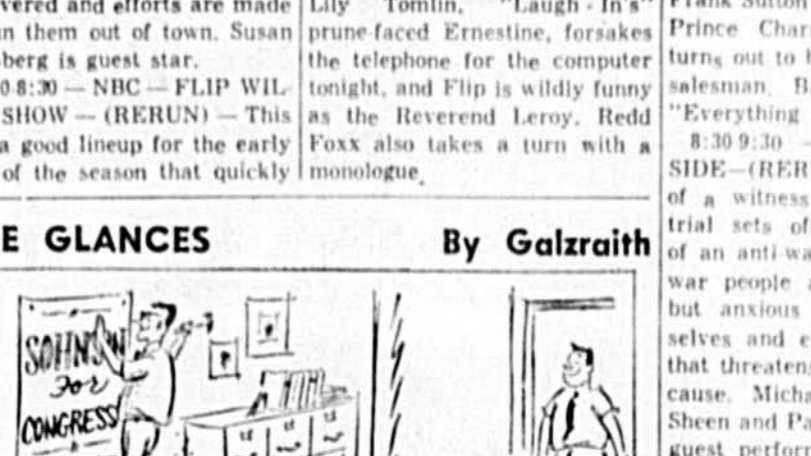 vered and efforts are made
n them out of town. Susan
berg is guest star.
0-8:30 — NBC — FLIP WIL-
SHOW — (RERUN) — This
a good lineup for the early
of the season that quickly
Lily Tomlin, "Laugh-In's"
prune-faced Ernestine, forsakes
the telephone for the computer
tonight, and Flip is wildly funny
as the Reverend Leroy. Redd
Foxx also takes a turn with a
monologue.
Frank Sutton
Prince Char
turns out to
salesman.
"Everything
8:30-9:30 —
SIDE—(RER
of a witness
trial sets of
of an anti-wa
war people
but anxious
selves and e
that threatens
cause. Micha
Sheen and Pa
guest perfor
E GLANCES
By Galzraith
SOHNSON
For
CONGRESS